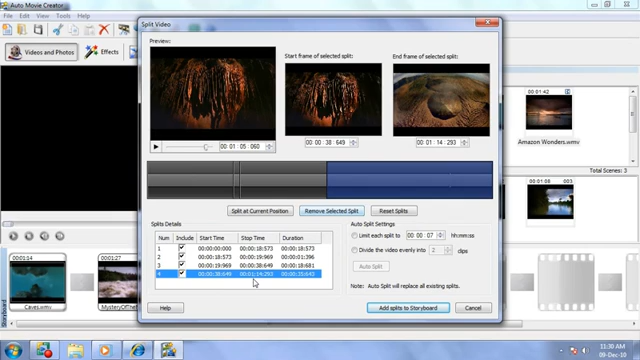 Auto Movie Creator
File Edit View Tools Help
Videos and Photos Effects
Split Video
Preview:
Start frame of selected split:
End frame of selected split:
00:01:05:060
00:00:38:649
00:01:14:293
Split at Current Position Remove Selected Split Reset Splits
Splits Details
Num Include Start Time Stop Time Duration
1 00:00:00:000 00:00:18:573 00:00:18:573
2 00:00:18:573 00:00:19:969 00:00:01:396
3 00:00:19:969 00:00:38:649 00:00:18:681
4 00:00:38:649 00:01:14:293 00:00:35:643
Auto Split Settings
Limit each split to 00:00:07 hh:mm:ss
Divide the video evenly into 2 clips
Auto Split
Note: Auto Split will replace all existing splits.
Help Add splits to Storyboard Cancel
00:01:42
Amazon Wonders.wmv
Total Scenes: 3
Storyboard
00:01:14
Caves.wmv
11:30 AM
09-Dec-10